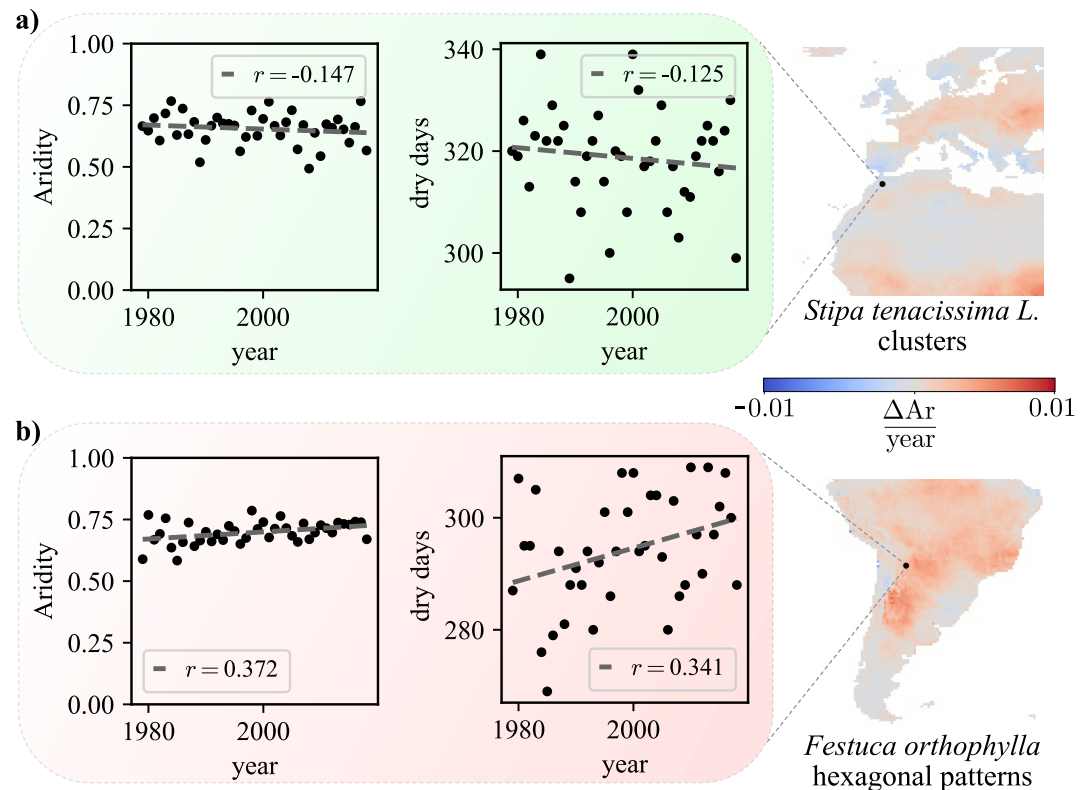 a)
1.00
0.75
0.50
0.25
0.00
Aridity
1980
2000
year
r = -0.147
340
320
300
dry days
1980
2000
year
r = -0.125
Stipa tenacissima L.
clusters
−0.01
0.01
ΔAr
year
b)
1.00
0.75
0.50
0.25
0.00
Aridity
1980
2000
year
r = 0.372
300
280
dry days
1980
2000
year
r = 0.341
Festuca orthophylla
hexagonal patterns